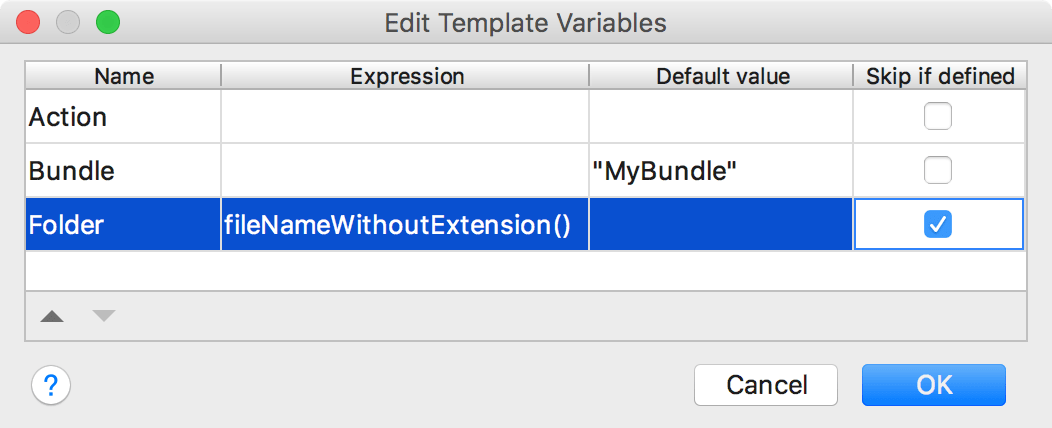 Edit Template Variables
Name Expression Default value Skip if defined
Action
Bundle "MyBundle"
Folder fileNameWithoutExtension()
? Cancel OK